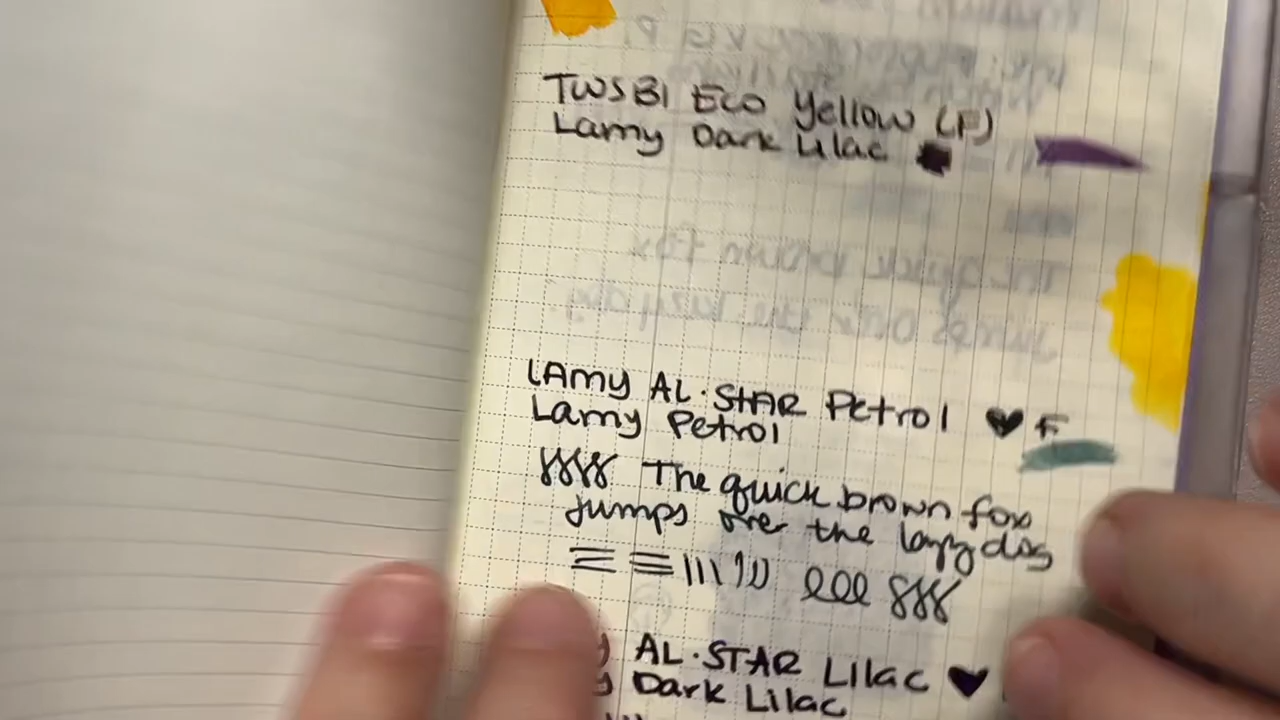 TWSBI Eco Yellow (F)
Lamy Dark Lilac
LAmy AL·STAR Petrol F
Lamy Petrol
The quick brown fox
jumps over the lazy dog
AL·STAR Lilac
Dark Lilac